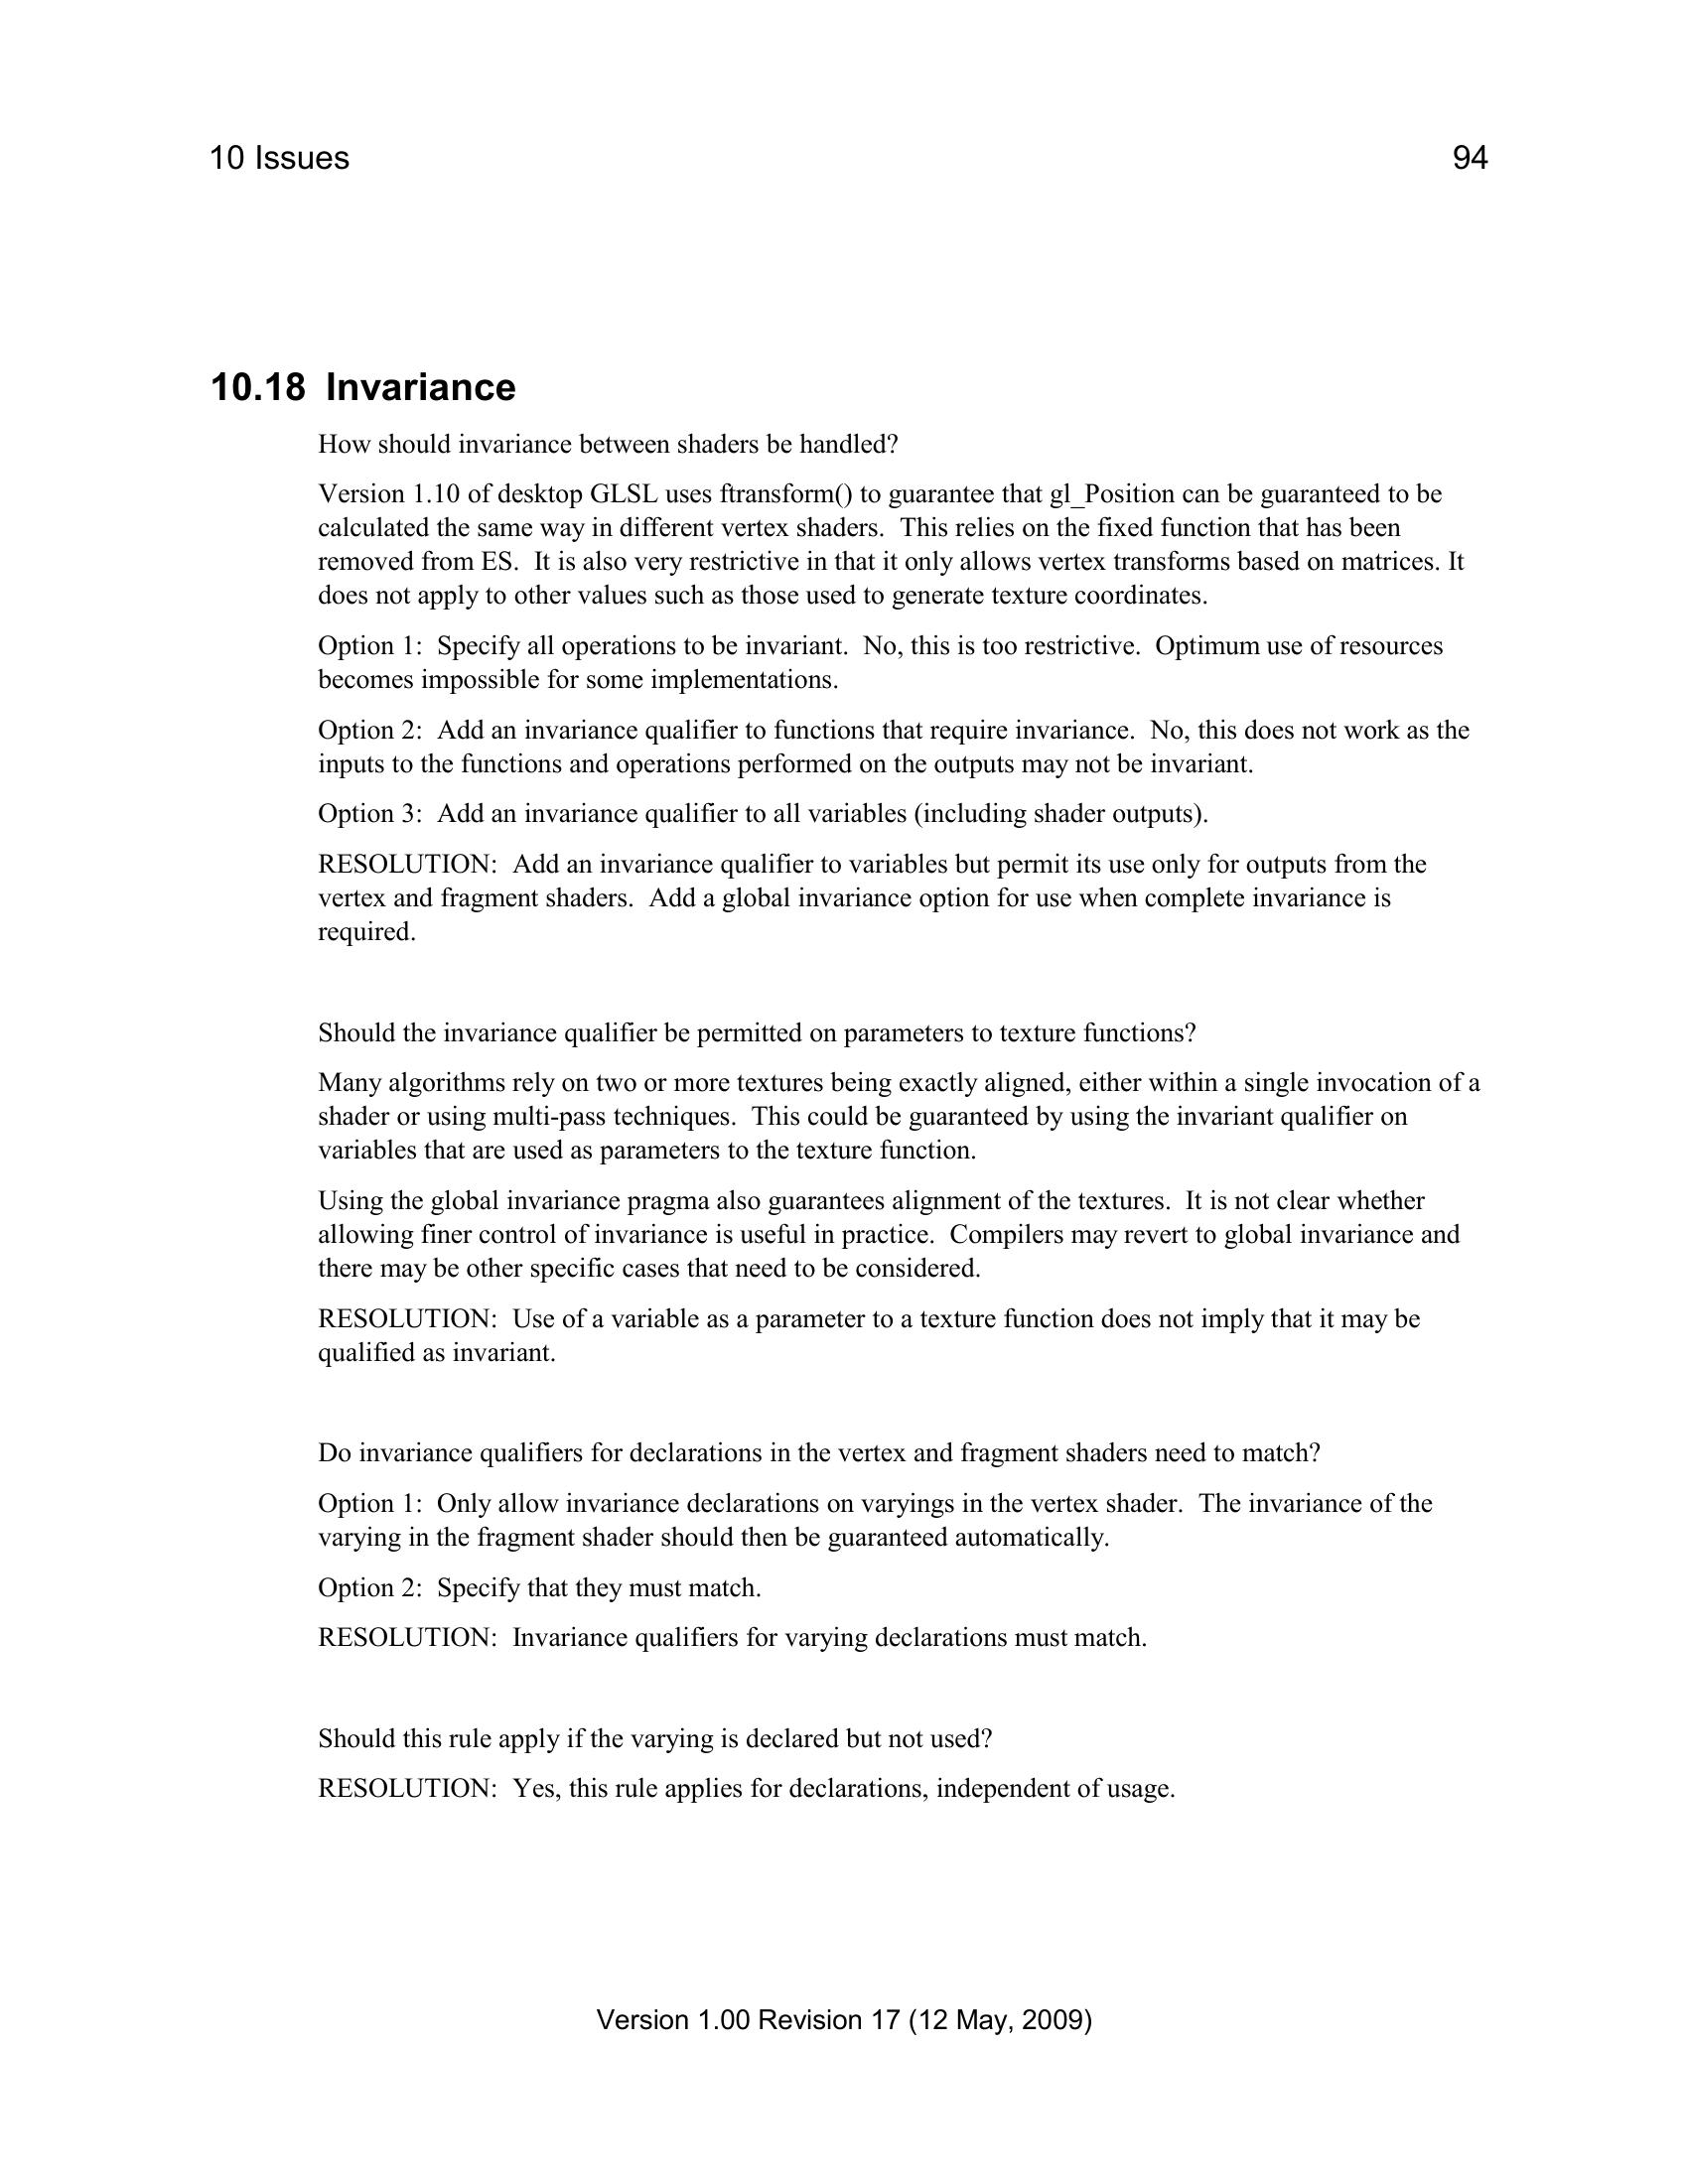 10 Issues 94
10.18 Invariance
How should invariance between shaders be handled?
Version 1.10 of desktop GLSL uses ftransform() to guarantee that gl_Position can be guaranteed to be
calculated the same way in different vertex shaders.  This relies on the fixed function that has been
removed from ES.  It is also very restrictive in that it only allows vertex transforms based on matrices. It
does not apply to other values such as those used to generate texture coordinates.
Option 1:  Specify all operations to be invariant.  No, this is too restrictive.  Optimum use of resources
becomes impossible for some implementations.
Option 2:  Add an invariance qualifier to functions that require invariance.  No, this does not work as the
inputs to the functions and operations performed on the outputs may not be invariant.
Option 3:  Add an invariance qualifier to all variables (including shader outputs).
RESOLUTION:  Add an invariance qualifier to variables but permit its use only for outputs from the
vertex and fragment shaders.  Add a global invariance option for use when complete invariance is
required.
Should the invariance qualifier be permitted on parameters to texture functions?
Many algorithms rely on two or more textures being exactly aligned, either within a single invocation of a
shader or using multi-pass techniques.  This could be guaranteed by using the invariant qualifier on
variables that are used as parameters to the texture function.
Using the global invariance pragma also guarantees alignment of the textures.  It is not clear whether
allowing finer control of invariance is useful in practice.  Compilers may revert to global invariance and
there may be other specific cases that need to be considered.
RESOLUTION:  Use of a variable as a parameter to a texture function does not imply that it may be
qualified as invariant.
Do invariance qualifiers for declarations in the vertex and fragment shaders need to match?
Option 1:  Only allow invariance declarations on varyings in the vertex shader.  The invariance of the
varying in the fragment shader should then be guaranteed automatically.
Option 2:  Specify that they must match.
RESOLUTION:  Invariance qualifiers for varying declarations must match.
Should this rule apply if the varying is declared but not used?
RESOLUTION:  Yes, this rule applies for declarations, independent of usage.
Version 1.00 Revision 17 (12 May, 2009)